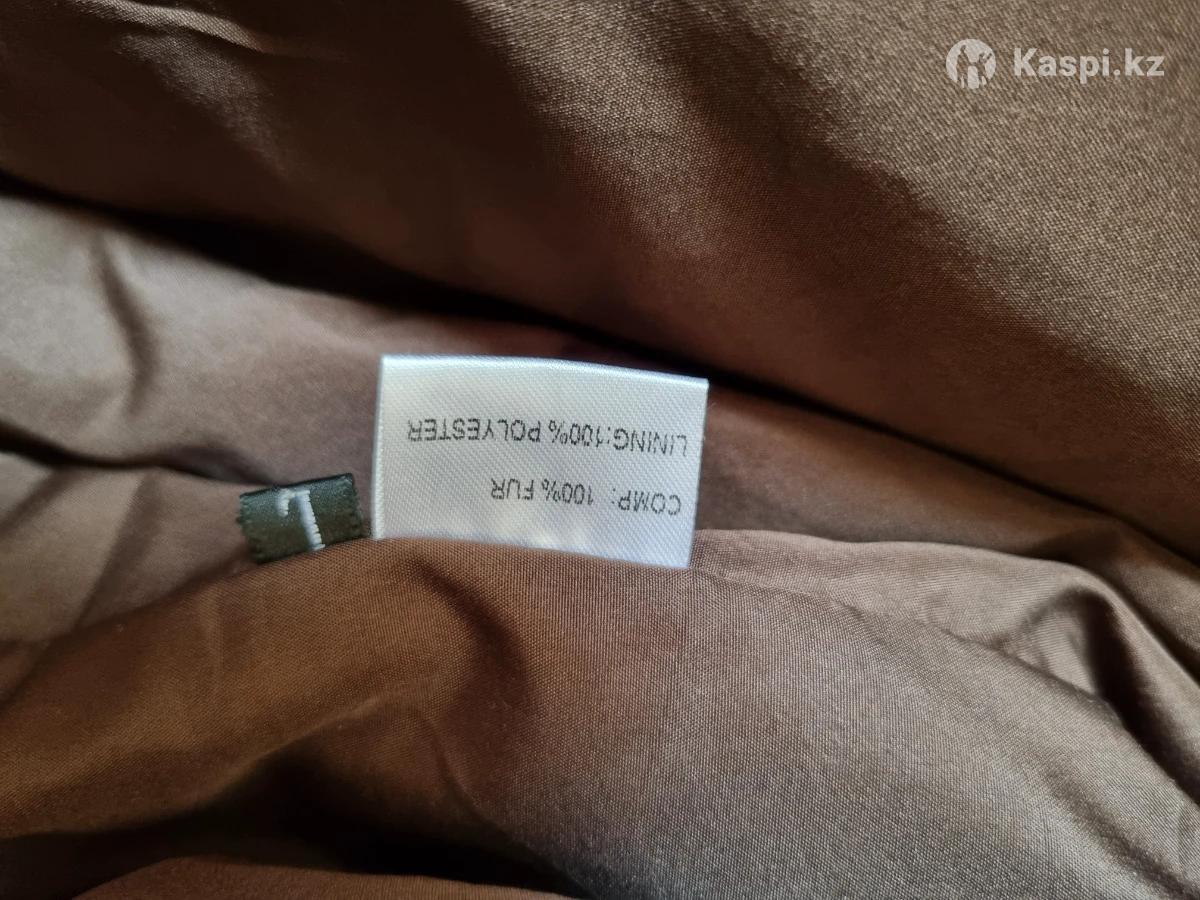 Kaspi.kz
COMP: 100% FUR
LINING:100% POLYESTER
L